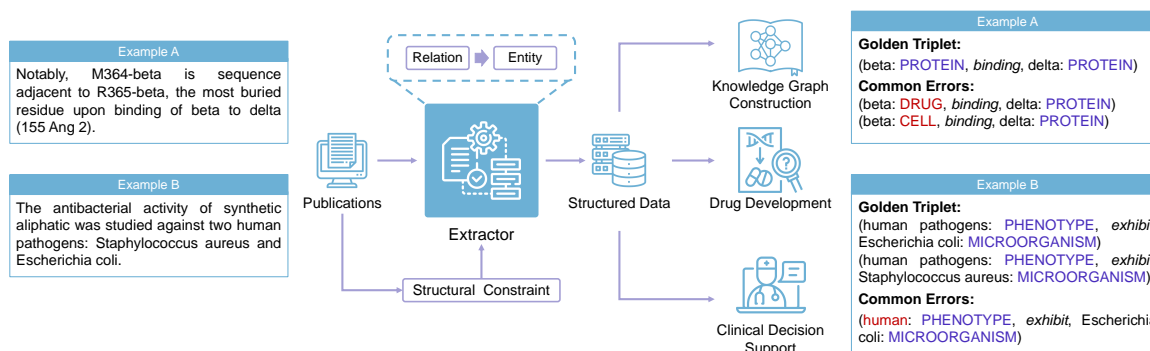 Example A
Notably, M364-beta is sequence
adjacent to R365-beta, the most buried
residue upon binding of beta to delta
(155 Ang 2).
Example B
The antibacterial activity of synthetic
aliphatic was studied against two human
pathogens: Staphylococcus aureus and
Escherichia coli.
Relation
Entity
Publications
Extractor
Structural Constraint
Structured Data
Knowledge Graph
Construction
Drug Development
Clinical Decision
Support
Example A
Golden Triplet:
(beta: PROTEIN, binding, delta: PROTEIN)
Common Errors:
(beta: DRUG, binding, delta: PROTEIN)
(beta: CELL, binding, delta: PROTEIN)
Example B
Golden Triplet:
(human pathogens: PHENOTYPE, exhibi
Escherichia coli: MICROORGANISM)
(human pathogens: PHENOTYPE, exhibi
Staphylococcus aureus: MICROORGANISM)
Common Errors:
(human: PHENOTYPE, exhibit, Escherichia
coli: MICROORGANISM)